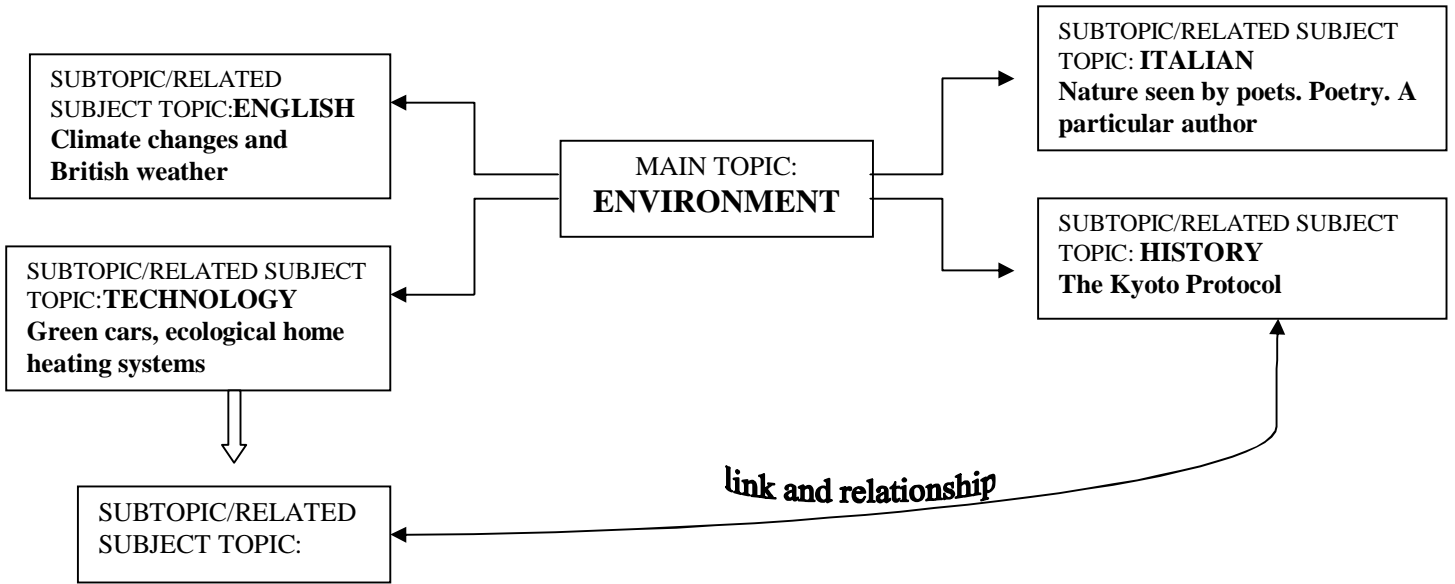 SUBTOPIC/RELATED
SUBJECT TOPIC:ENGLISH
Climate changes and
British weather
SUBTOPIC/RELATED SUBJECT
TOPIC:TECHNOLOGY
Green cars, ecological home
heating systems
SUBTOPIC/RELATED
SUBJECT TOPIC:
MAIN TOPIC:
ENVIRONMENT
SUBTOPIC/RELATED SUBJECT
TOPIC: ITALIAN
Nature seen by poets. Poetry. A
particular author
SUBTOPIC/RELATED SUBJECT
TOPIC: HISTORY
The Kyoto Protocol
link and relationship